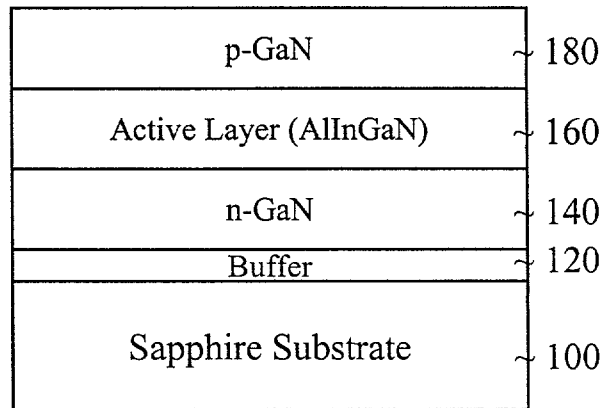 p-GaN ~ 180
Active Layer (AlInGaN) ~ 160
n-GaN ~ 140
Buffer ~ 120
Sapphire Substrate ~ 100